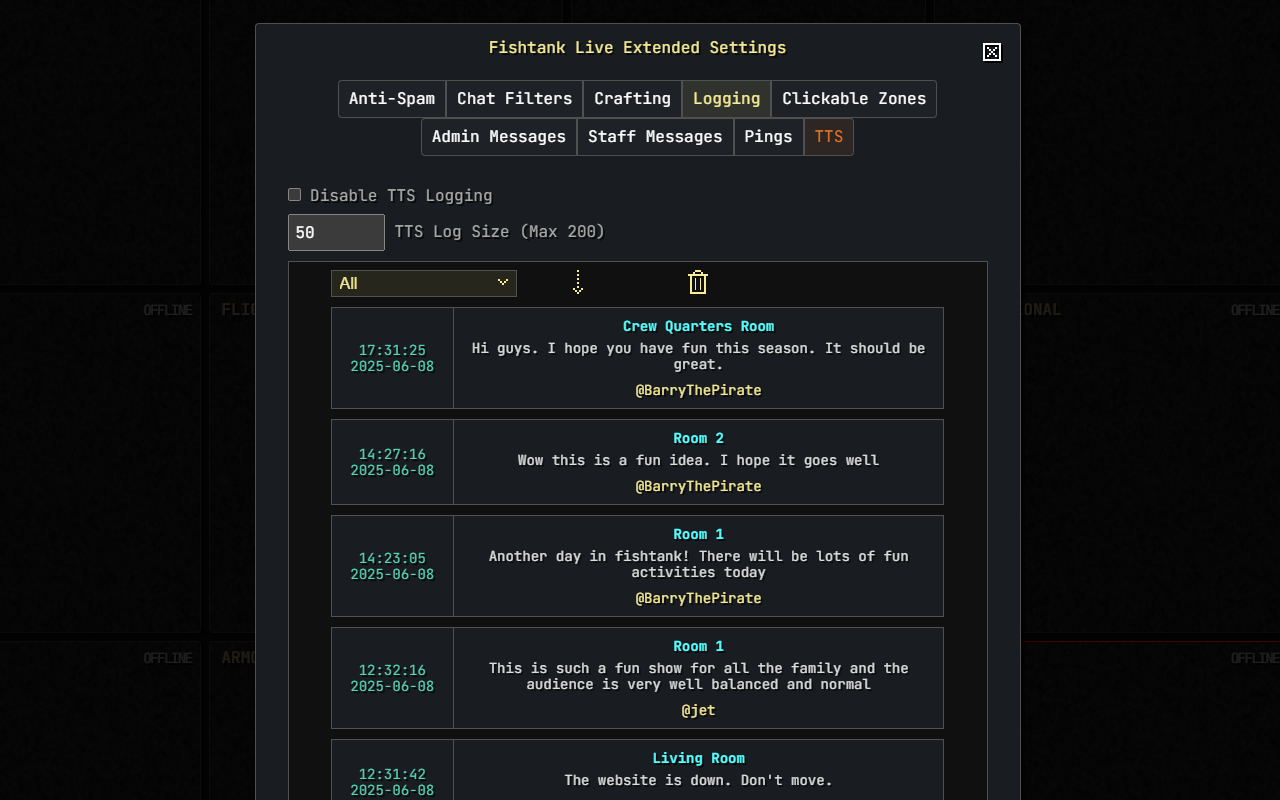 Fishtank Live Extended Settings
Anti-Spam Chat Filters Crafting Logging Clickable Zones
Admin Messages Staff Messages Pings TTS
Disable TTS Logging
50 TTS Log Size (Max 200)
All
OFFLINE
OFFLINE
Crew Quarters Room
17:31:25
2025-06-08
Hi guys. I hope you have fun this season. It should be
great.
@BarryThePirate
Room 2
14:27:16
2025-06-08
Wow this is a fun idea. I hope it goes well
@BarryThePirate
Room 1
14:23:05
2025-06-08
Another day in fishtank! There will be lots of fun
activities today
@BarryThePirate
OFFLINE
OFFLINE
Room 1
12:32:16
2025-06-08
This is such a fun show for all the family and the
audience is very well balanced and normal
@jet
Living Room
12:31:42
2025-06-08
The website is down. Don't move.